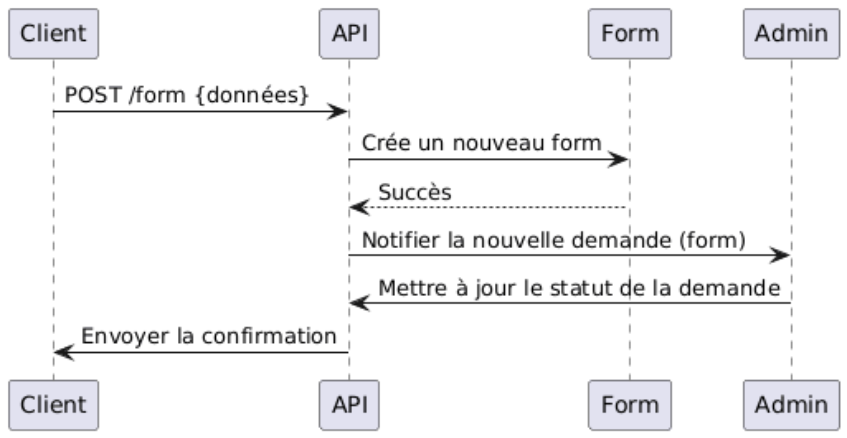 Client API Form Admin
POST /form {données}
Crée un nouveau form
Succès
Notifier la nouvelle demande (form)
Mettre à jour le statut de la demande
Envoyer la confirmation
Client API Form Admin